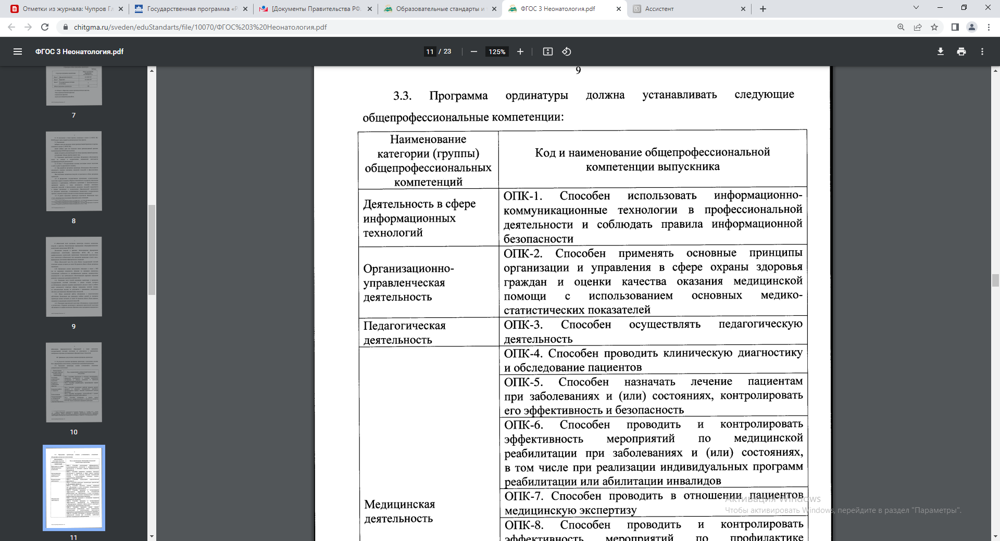 Отметки из журнала: Чупров Гл
Государственная программа «Р
[Документы Правительства РФ.
Образовательные стандарты и
ФГОС 3 Неонатология.pdf
Ассистент
chitgma.ru/sveden/eduStandarts/file/10070/ФГОС%203%20Неонатология.pdf
ФГОС 3 Неонатология.pdf
11 / 23
125%
7
8
9
10
11
9
3.3. Программа ординатуры должна устанавливать следующие
общепрофессиональные компетенции:
Наименование
категории (группы)
общепрофессиональных
компетенций
Код и наименование общепрофессиональной
компетенции выпускника
Деятельность в сфере
информационных
технологий
ОПК-1. Способен использовать информационно-
коммуникационные технологии в профессиональной
деятельности и соблюдать правила информационной
безопасности
Организационно-
управленческая
деятельность
ОПК-2. Способен применять основные принципы
организации и управления в сфере охраны здоровья
граждан и оценки качества оказания медицинской
помощи с использованием основных медико-
статистических показателей
Педагогическая
деятельность
ОПК-3. Способен осуществлять педагогическую
деятельность
Медицинская
деятельность
ОПК-4. Способен проводить клиническую диагностику
и обследование пациентов
ОПК-5. Способен назначать лечение пациентам
при заболеваниях и (или) состояниях, контролировать
его эффективность и безопасность
ОПК-6. Способен проводить и контролировать
эффективность мероприятий по медицинской
реабилитации при заболеваниях и (или) состояниях,
в том числе при реализации индивидуальных программ
реабилитации или абилитации инвалидов
ОПК-7. Способен проводить в отношении пациентов
медицинскую экспертизу
ОПК-8. Способен проводить и контролировать
эффективность мероприятий по профилактике
Активация Windows
Чтобы активировать Windows, перейдите в раздел "Параметры".